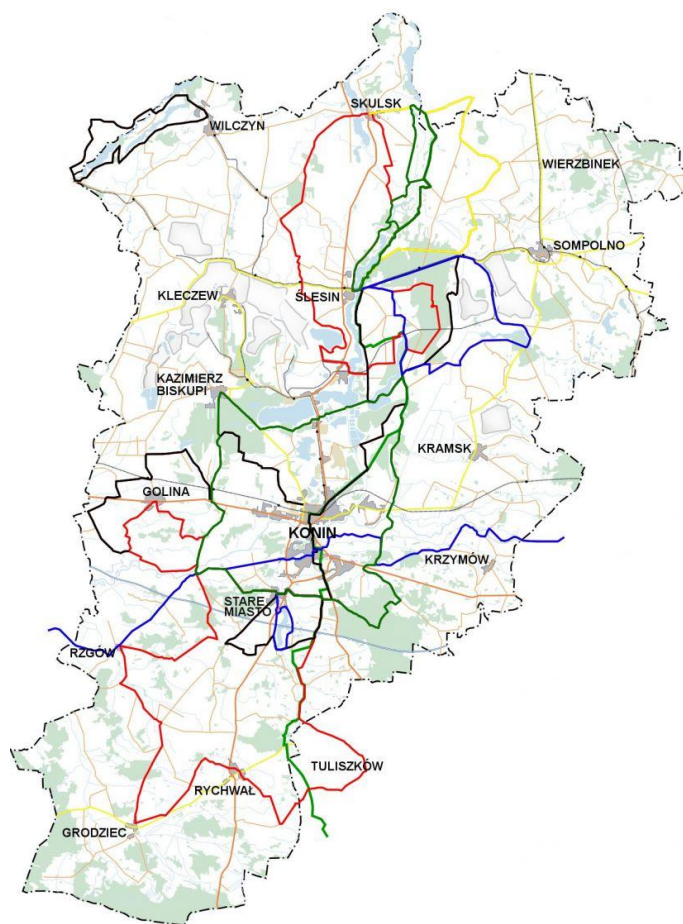 SKULSK
WILCZYN
WIERZBINEK
SOMPOLNO
KLECZEW
ŚLESIN
KAZIMIERZ
BISKUPI
KRAMSK
GOLINA
KONIN
KRZYMÓW
STARE
MIASTO
RZGÓW
TULISZKÓW
RYCHWAŁ
GRODZIEC